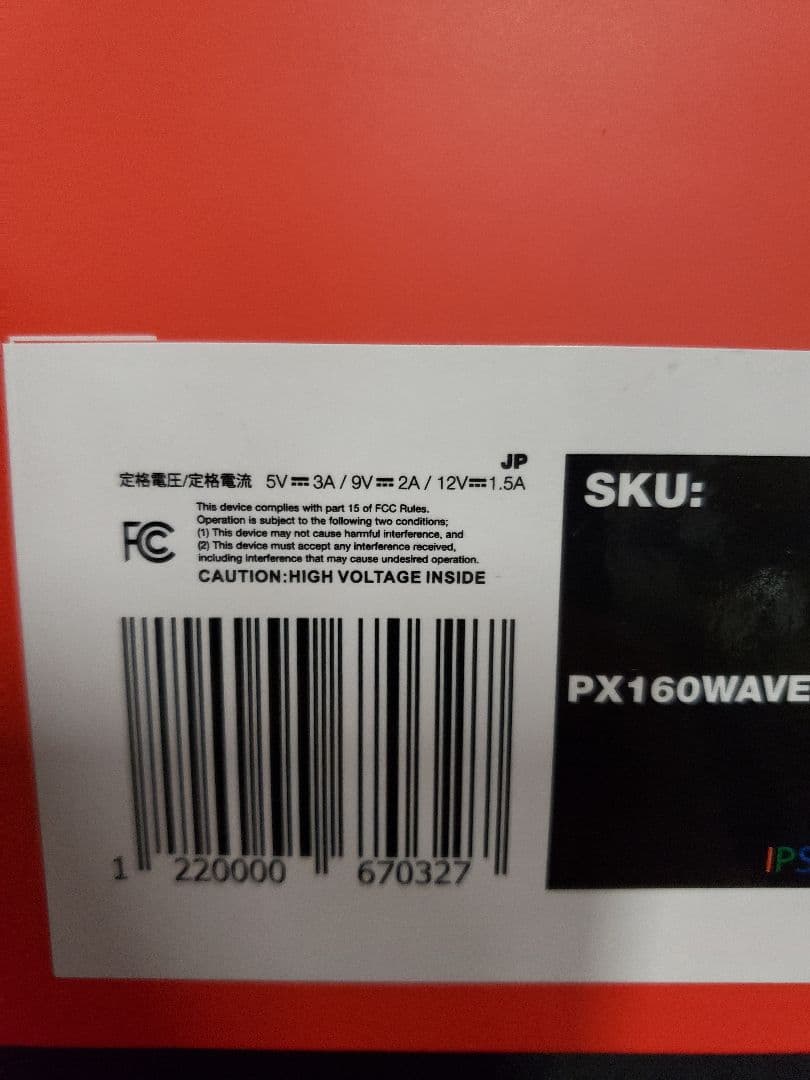 JP
定格電圧/定格電流 5V⎓3A / 9V⎓2A / 12V⎓1.5A
FC
This device complies with part 15 of FCC Rules.
Operation is subject to the following two conditions;
(1) This device may not cause harmful interference, and
(2) This device must accept any interference received,
including interference that may cause undesired operation.
CAUTION:HIGH VOLTAGE INSIDE
1 220000 670327
SKU:
PX160WAVE
IPS